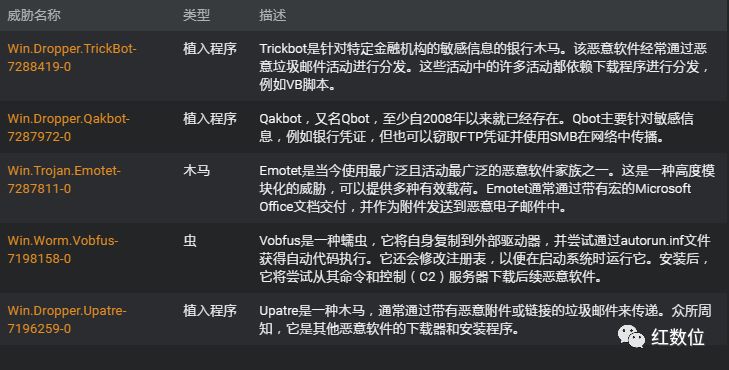 威胁名称 类型 描述
Win.Dropper.TrickBot- 植入程序 Trickbot是针对特定金融机构的敏感信息的银行木马。该恶意软件经常通过恶
7288419-0 意垃圾邮件活动进行分发。这些活动中的许多活动都依赖下载程序进行分发，
例如VB脚本。
Win.Dropper.Qakbot- 植入程序 Qakbot，又名Qbot，至少自2008年以来就已经存在。Qbot主要针对敏感信
7287972-0 息，例如银行凭证，但也可以窃取FTP凭证并使用SMB在网络中传播。
Win.Trojan.Emotet- 木马 Emotet是当今使用最广泛且活动最广泛的恶意软件家族之一。这是一种高度模
7287811-0 块化的威胁，可以提供多种有效载荷。Emotet通常通过带有宏的Microsoft
Office文档交付，并作为附件发送到恶意电子邮件中。
Win.Worm.Vobfus- 虫 Vobfus是一种蠕虫，它将自身复制到外部驱动器，并尝试通过autorun.inf文件
7198158-0 获得自动代码执行。它还会修改注册表，以便在启动系统时运行它。安装后，
它将尝试从其命令和控制（C2）服务器下载后续恶意软件。
Win.Dropper.Upatre- 植入程序 Upatre是一种木马，通常通过带有恶意附件或链接的垃圾邮件来传递。众所周
7196259-0 知，它是其他恶意软件的下载器和安装程序。
红数位